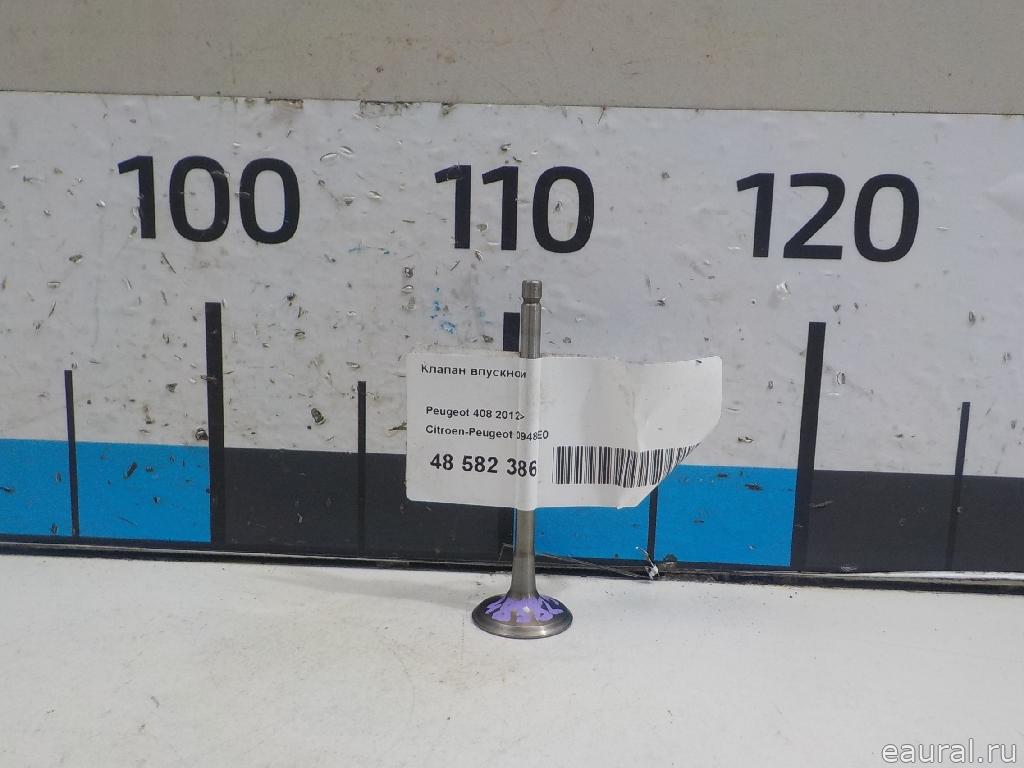 100 110 120
Клапан впускной
Peugeot 408 2012>
Citroen-Peugeot 0948E0
48 582 386
eaural.ru